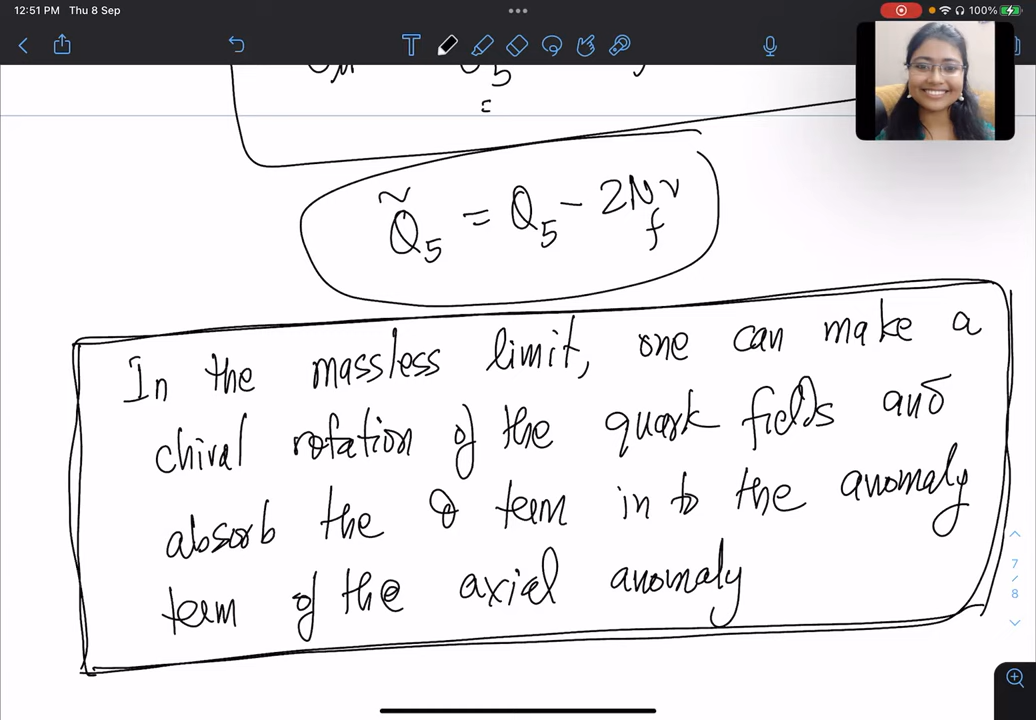 12:51 PM Thu 8 Sep
100%
T
Q̃₅ = Q₅ - 2N_f ν
In the massless limit, one can make a
chiral rotation of the quark fields and
absorb the θ term in to the anomaly
term of the axial anomaly
7
/
8